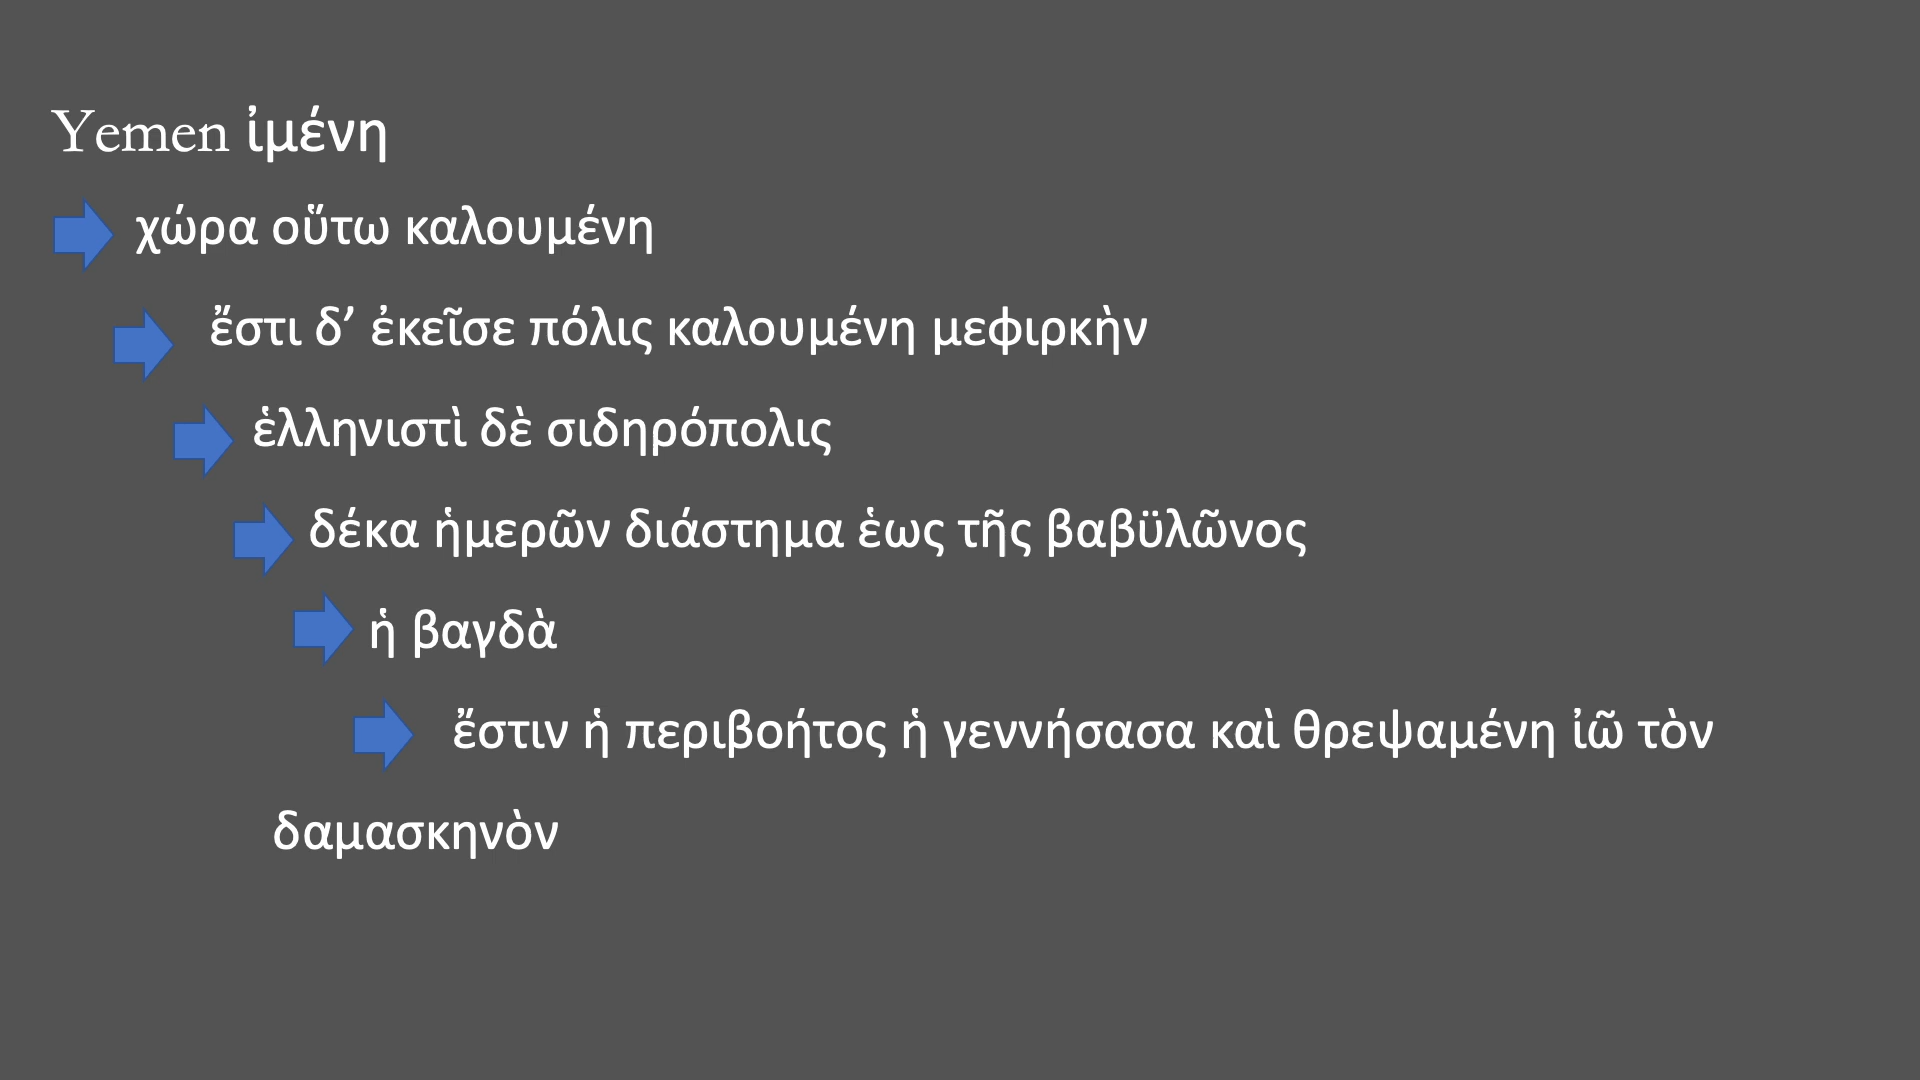 Yemen ἰμένη
χώρα οὕτω καλουμένη
ἔστι δ’ ἐκεῖσε πόλις καλουμένη μεφιρκὴν
ἑλληνιστὶ δὲ σιδηρόπολις
δέκα ἡμερῶν διάστημα ἑως τῆς βαβϋλῶνος
ἡ βαγδὰ
ἔστιν ἡ περιβοήτος ἡ γεννήσασα καὶ θρεψαμένη ἰῶ τὸν
δαμασκηνὸν